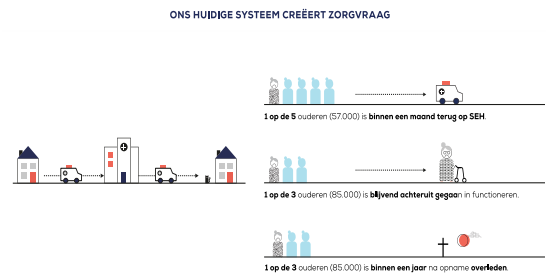 ONS HUIDIGE SYSTEEM CREËERT ZORGVRAAG
1 op de 5 ouderen (57.000) is binnen een maand terug op SEH.
1 op de 3 ouderen (85.000) is blijvend achteruit gegaan in functioneren.
1 op de 3 ouderen (85.000) is binnen een jaar na opname overleden.